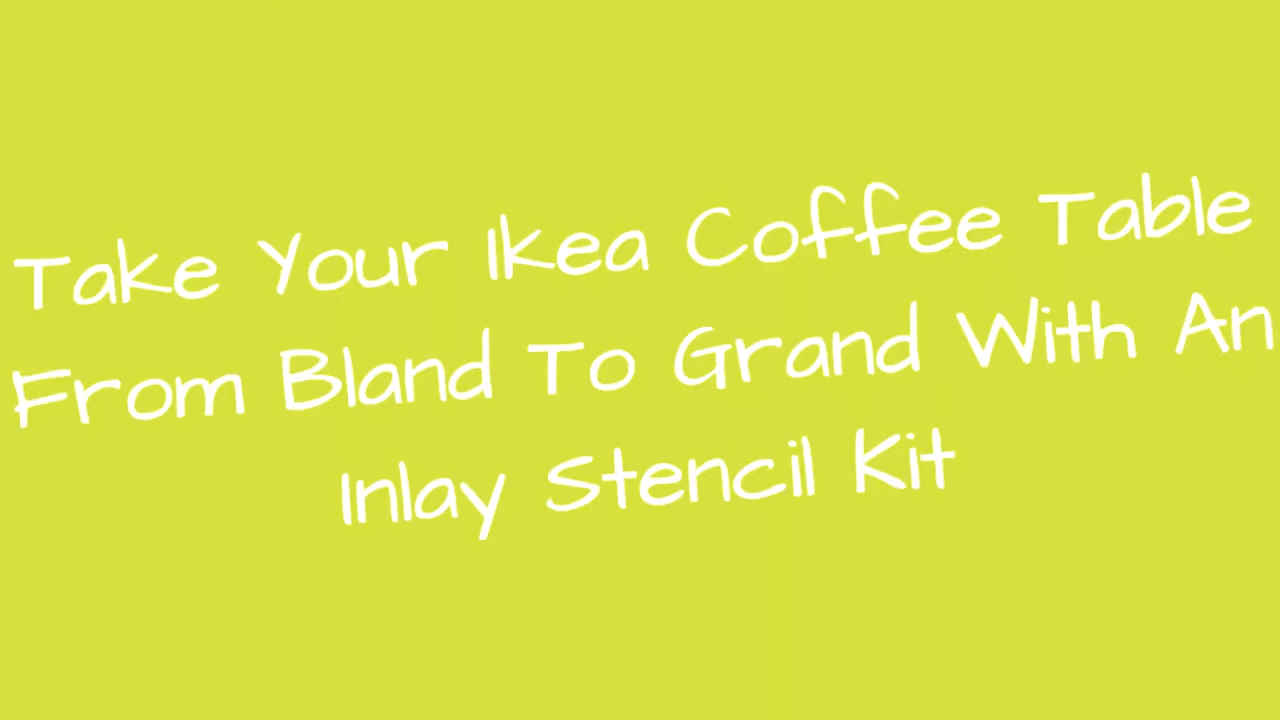 Take Your Ikea Coffee Table
From Bland To Grand With An
Inlay Stencil Kit